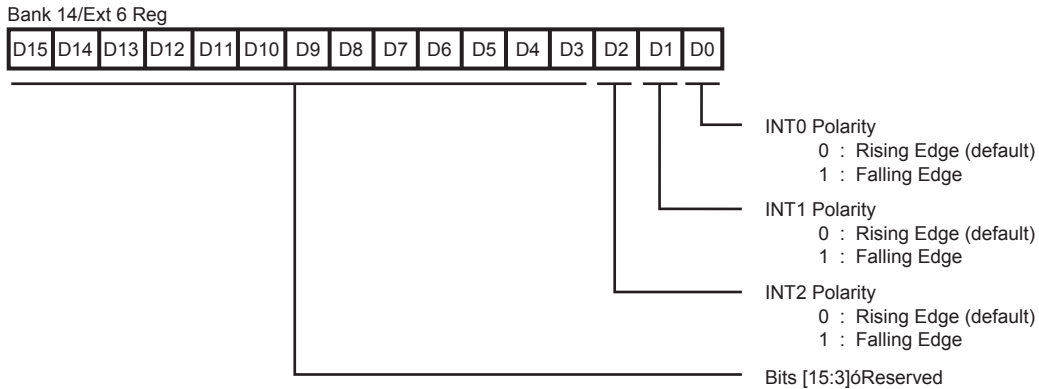 Bank 14/Ext 6 Reg
D15 D14 D13 D12 D11 D10 D9 D8 D7 D6 D5 D4 D3 D2 D1 D0
INT0 Polarity
0 : Rising Edge (default)
1 : Falling Edge
INT1 Polarity
0 : Rising Edge (default)
1 : Falling Edge
INT2 Polarity
0 : Rising Edge (default)
1 : Falling Edge
Bits [15:3]óReserved